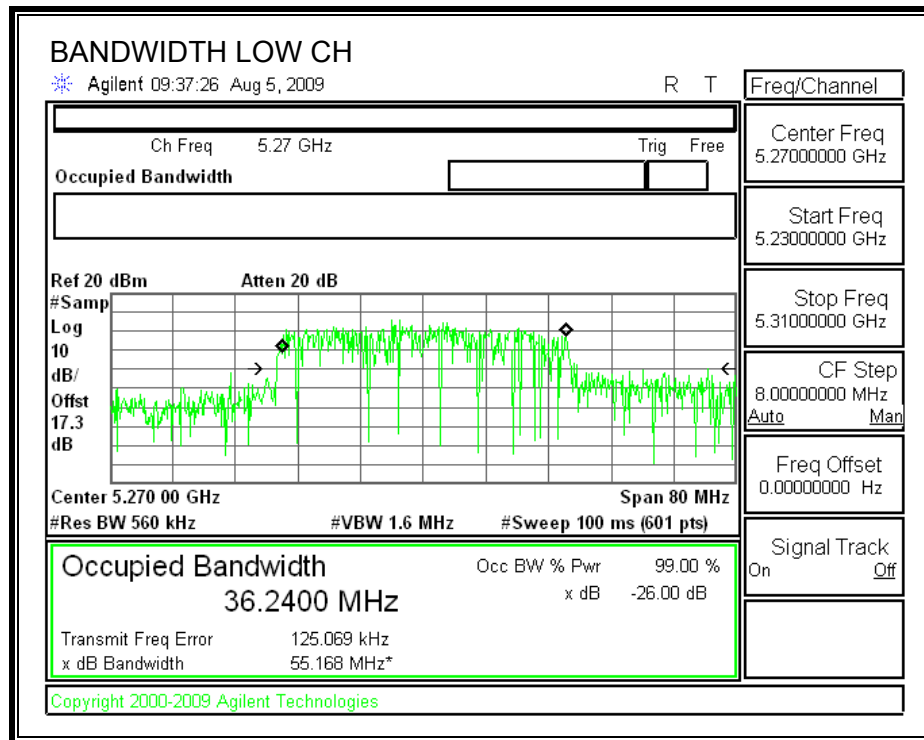 BANDWIDTH LOW CH
Agilent 09:37:26 Aug 5, 2009 R T
Freq/Channel
Ch Freq 5.27 GHz Trig Free
Occupied Bandwidth
Center Freq
5.27000000 GHz
Start Freq
5.23000000 GHz
Stop Freq
5.31000000 GHz
CF Step
8.00000000 MHz
Auto Man
Freq Offset
0.00000000 Hz
Signal Track
On Off
Ref 20 dBm Atten 20 dB
#Samp
Log
10
dB/
Offst
17.3
dB
Center 5.270 00 GHz Span 80 MHz
#Res BW 560 kHz #VBW 1.6 MHz #Sweep 100 ms (601 pts)
Occupied Bandwidth Occ BW % Pwr 99.00 %
36.2400 MHz x dB -26.00 dB
Transmit Freq Error 125.069 kHz
x dB Bandwidth 55.168 MHz*
Copyright 2000-2009 Agilent Technologies